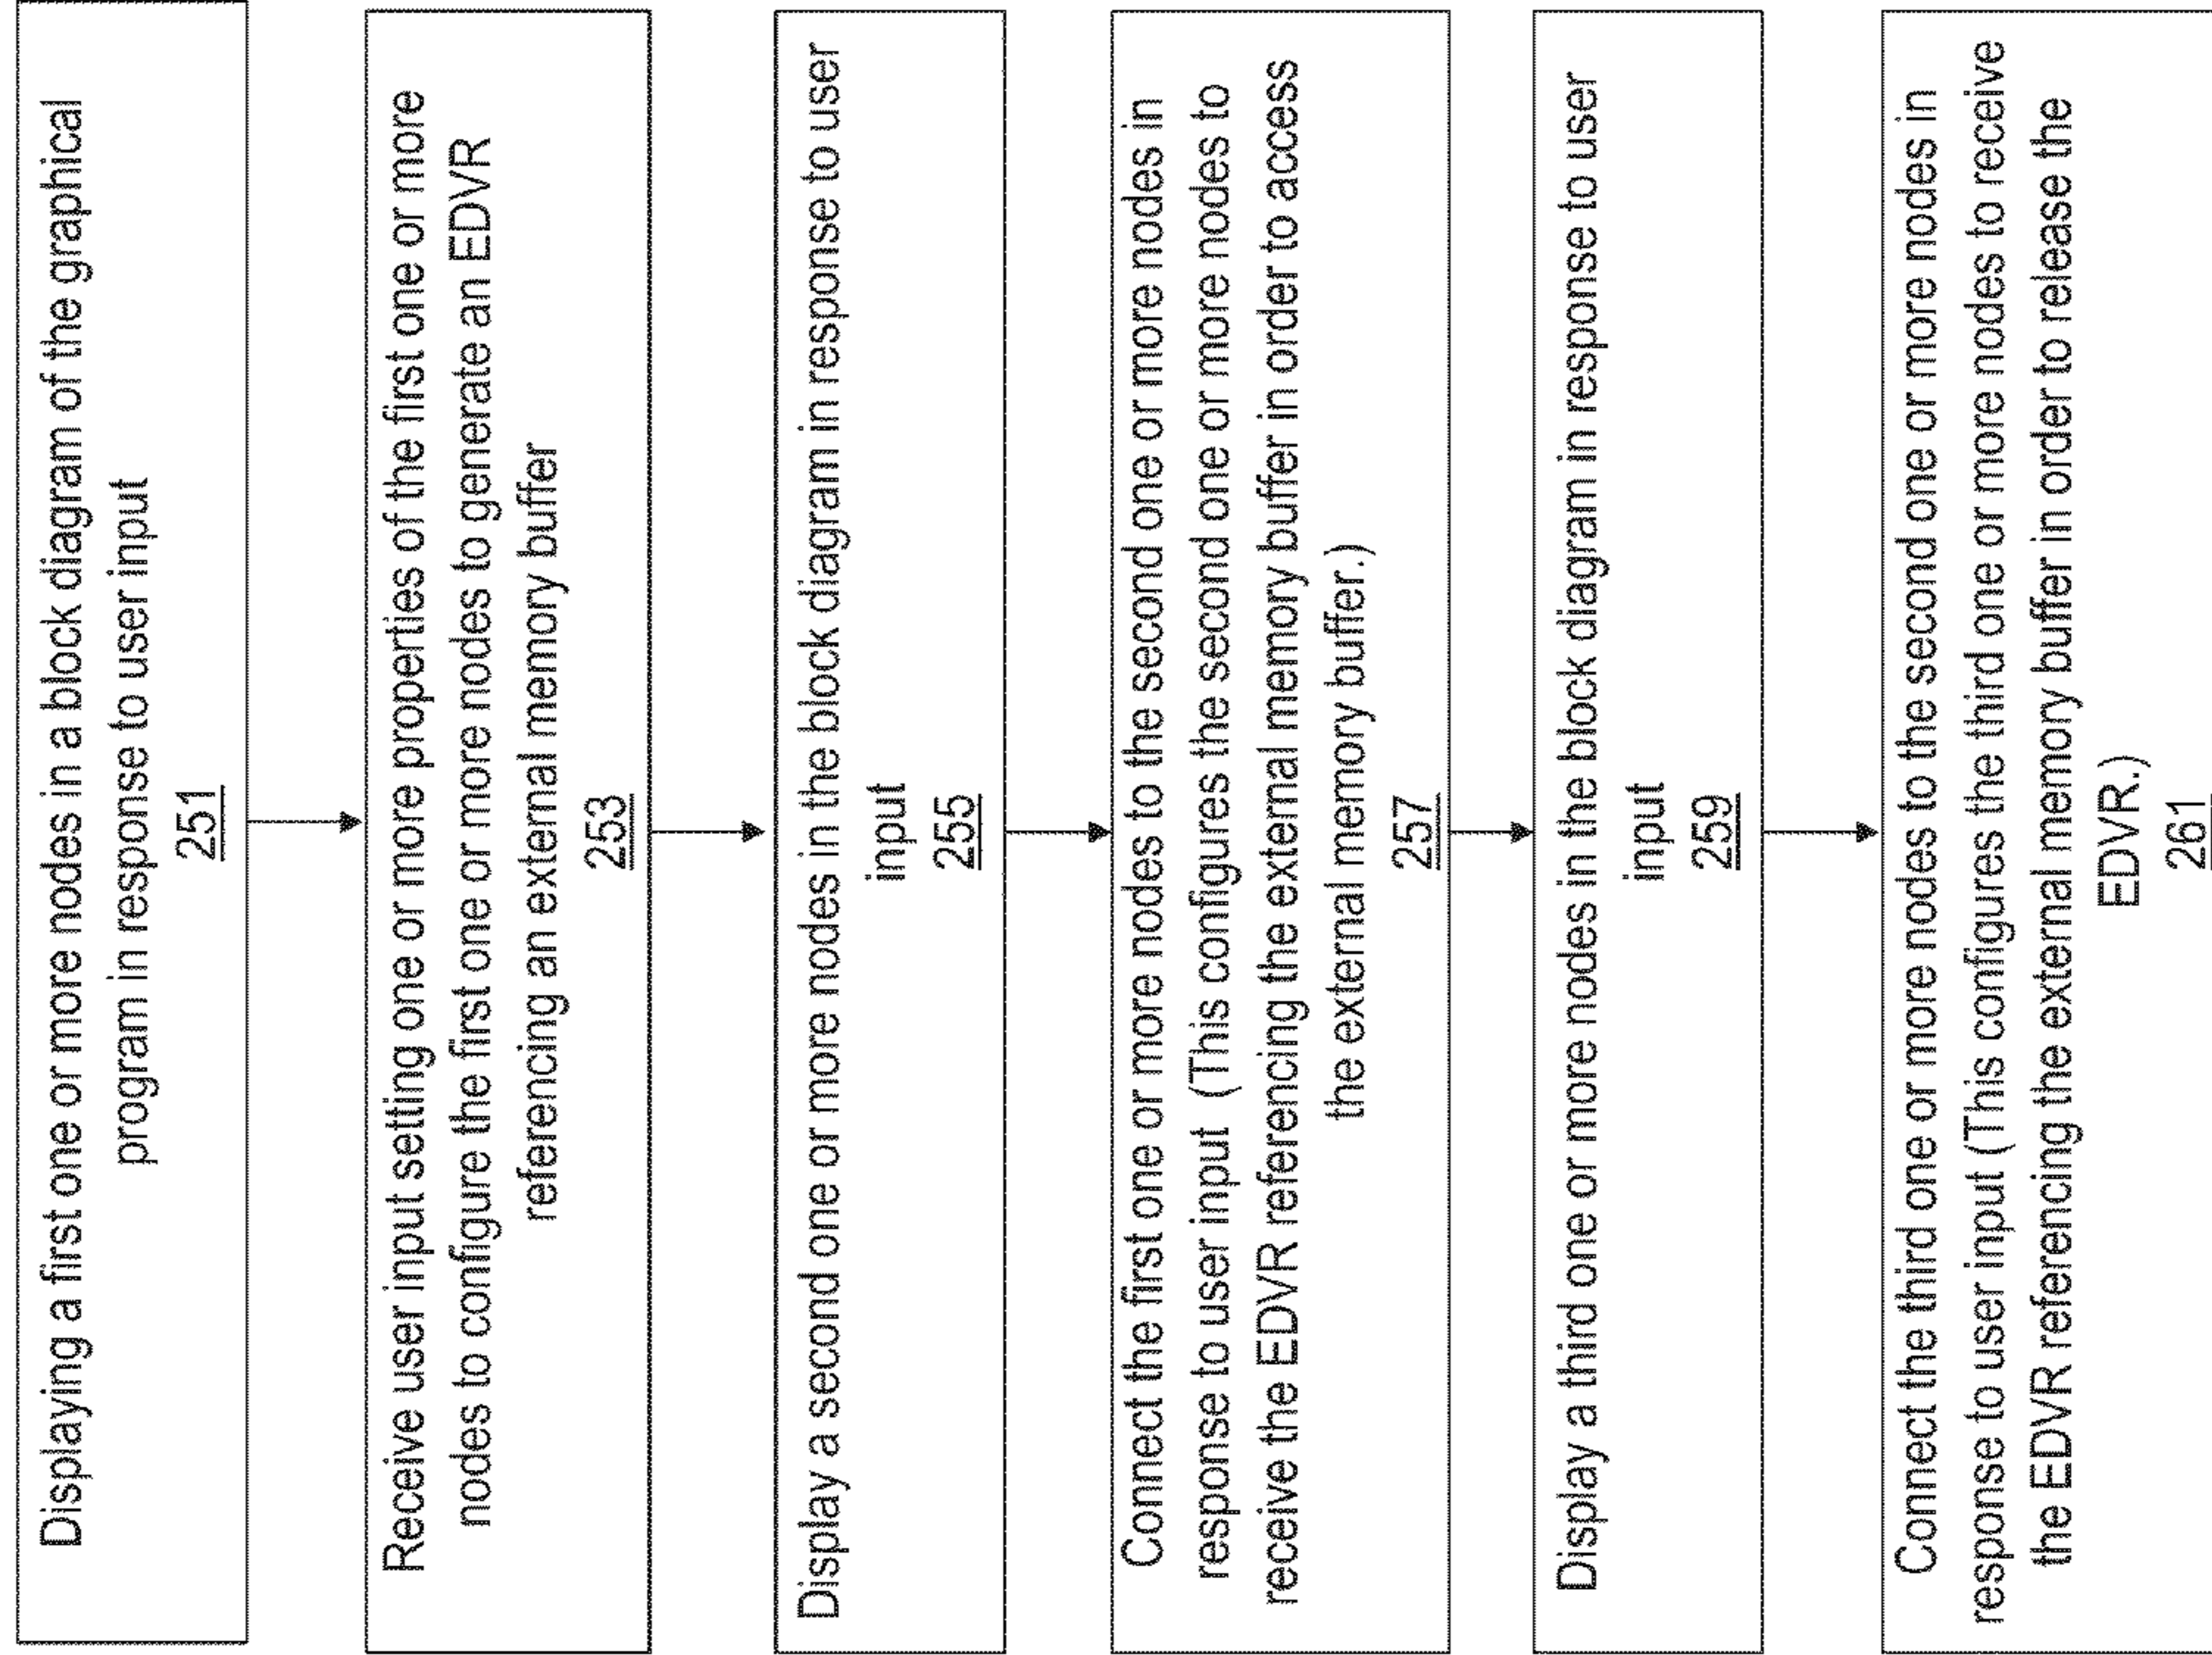 Displaying a first one or more nodes in a block diagram of the graphical
program in response to user input
251
Receive user input setting one or more properties of the first one or more
nodes to configure the first one or more nodes to generate an EDVR
referencing an external memory buffer
253
Display a second one or more nodes in the block diagram in response to user
input
255
Connect the first one or more nodes to the second one or more nodes in
response to user input (This configures the second one or more nodes to
receive the EDVR referencing the external memory buffer in order to access
the external memory buffer.)
257
Display a third one or more nodes in the block diagram in response to user
input
259
Connect the third one or more nodes to the second one or more nodes in
response to user input (This configures the third one or more nodes to receive
the EDVR referencing the external memory buffer in order to release the
EDVR.)
261